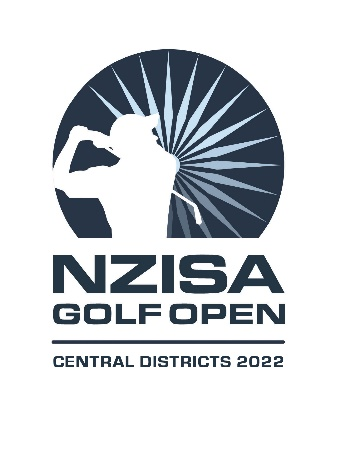 NZISA
GOLF OPEN
CENTRAL DISTRICTS 2022